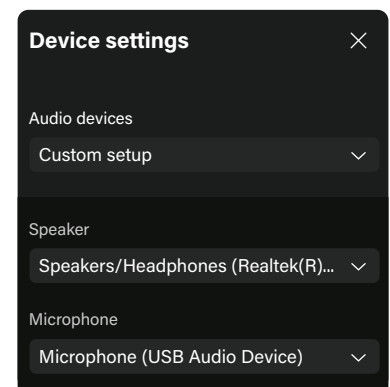 Device settings
Audio devices
Custom setup
Speaker
Speakers/Headphones (Realtek(R)...
Microphone
Microphone (USB Audio Device)